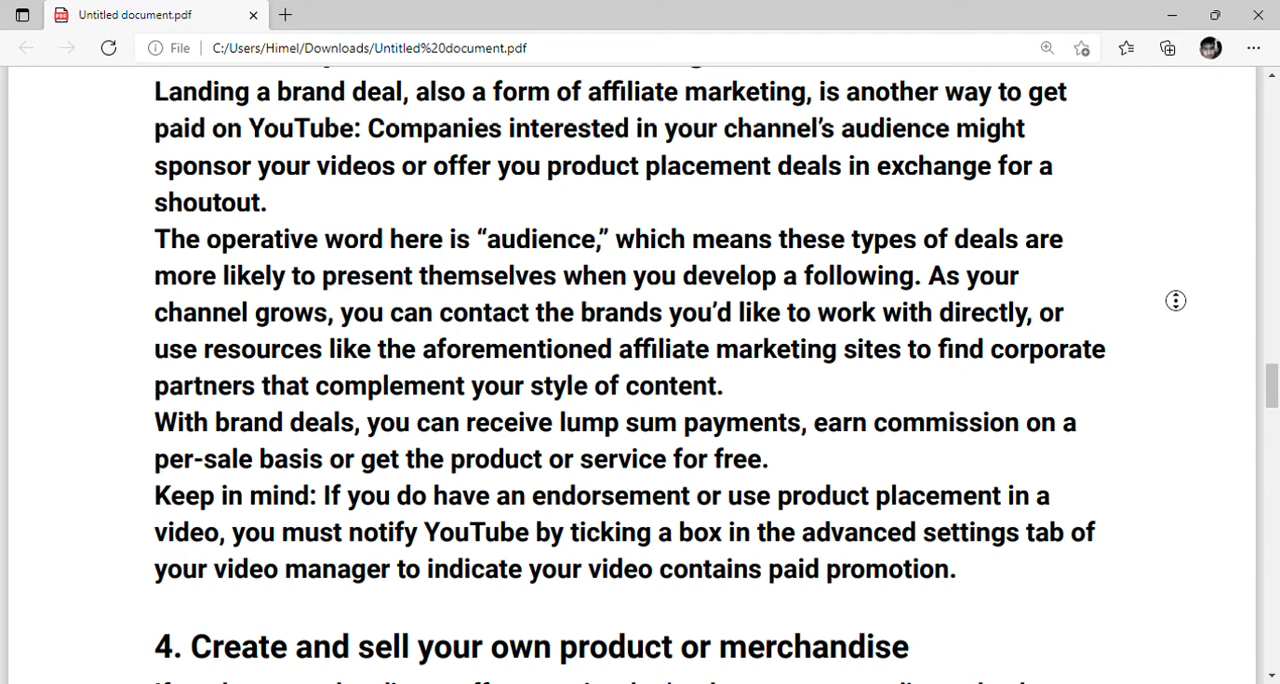 Untitled document.pdf
File
C:/Users/Himel/Downloads/Untitled%20document.pdf
Landing a brand deal, also a form of affiliate marketing, is another way to get
paid on YouTube: Companies interested in your channel’s audience might
sponsor your videos or offer you product placement deals in exchange for a
shoutout.
The operative word here is “audience,” which means these types of deals are
more likely to present themselves when you develop a following. As your
channel grows, you can contact the brands you’d like to work with directly, or
use resources like the aforementioned affiliate marketing sites to find corporate
partners that complement your style of content.
With brand deals, you can receive lump sum payments, earn commission on a
per-sale basis or get the product or service for free.
Keep in mind: If you do have an endorsement or use product placement in a
video, you must notify YouTube by ticking a box in the advanced settings tab of
your video manager to indicate your video contains paid promotion.
4. Create and sell your own product or merchandise